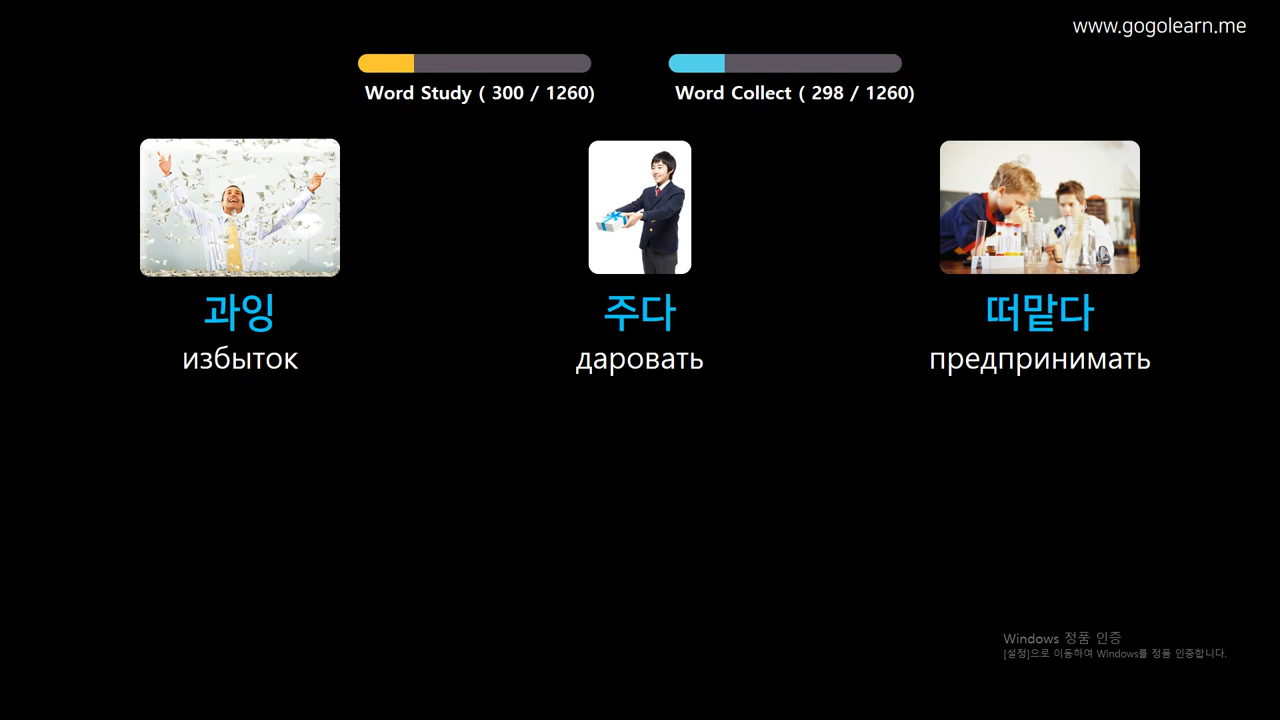 www.gogolearn.me
Word Study ( 300 / 1260)
Word Collect ( 298 / 1260)
과잉
избыток
주다
даровать
떠맡다
предпринимать
Windows 정품 인증
[설정]으로 이동하여 Windows를 정품 인증합니다.